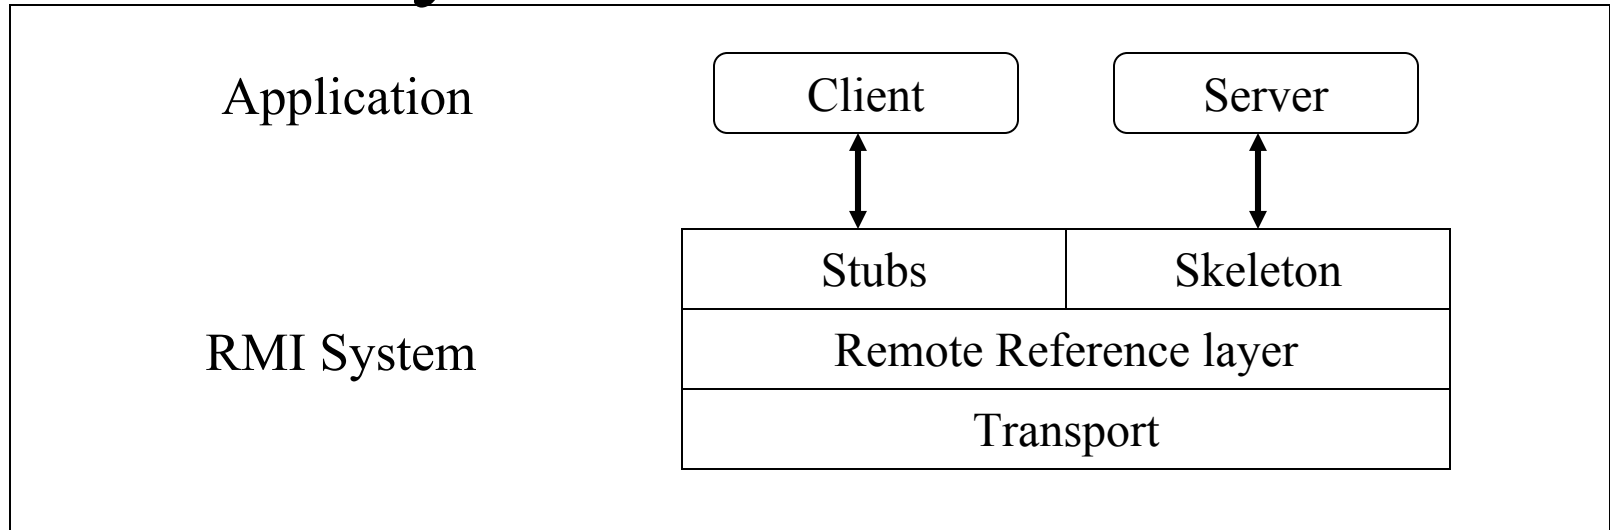 Application
Client
Server
Stubs
Skeleton
RMI System
Remote Reference layer
Transport